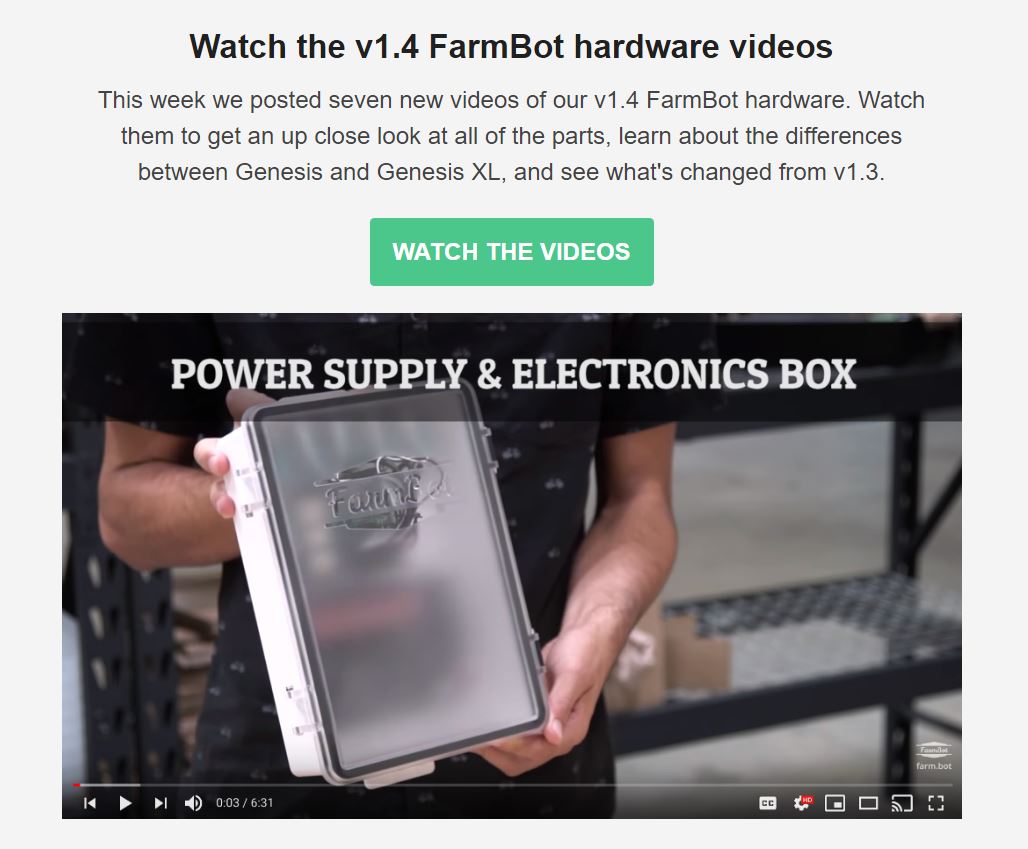 Watch the v1.4 FarmBot hardware videos
This week we posted seven new videos of our v1.4 FarmBot hardware. Watch
them to get an up close look at all of the parts, learn about the differences
between Genesis and Genesis XL, and see what's changed from v1.3.
WATCH THE VIDEOS
POWER SUPPLY & ELECTRONICS BOX
FarmBot
FarmBot
farm.bot
0:03 / 6:31
CC
HD